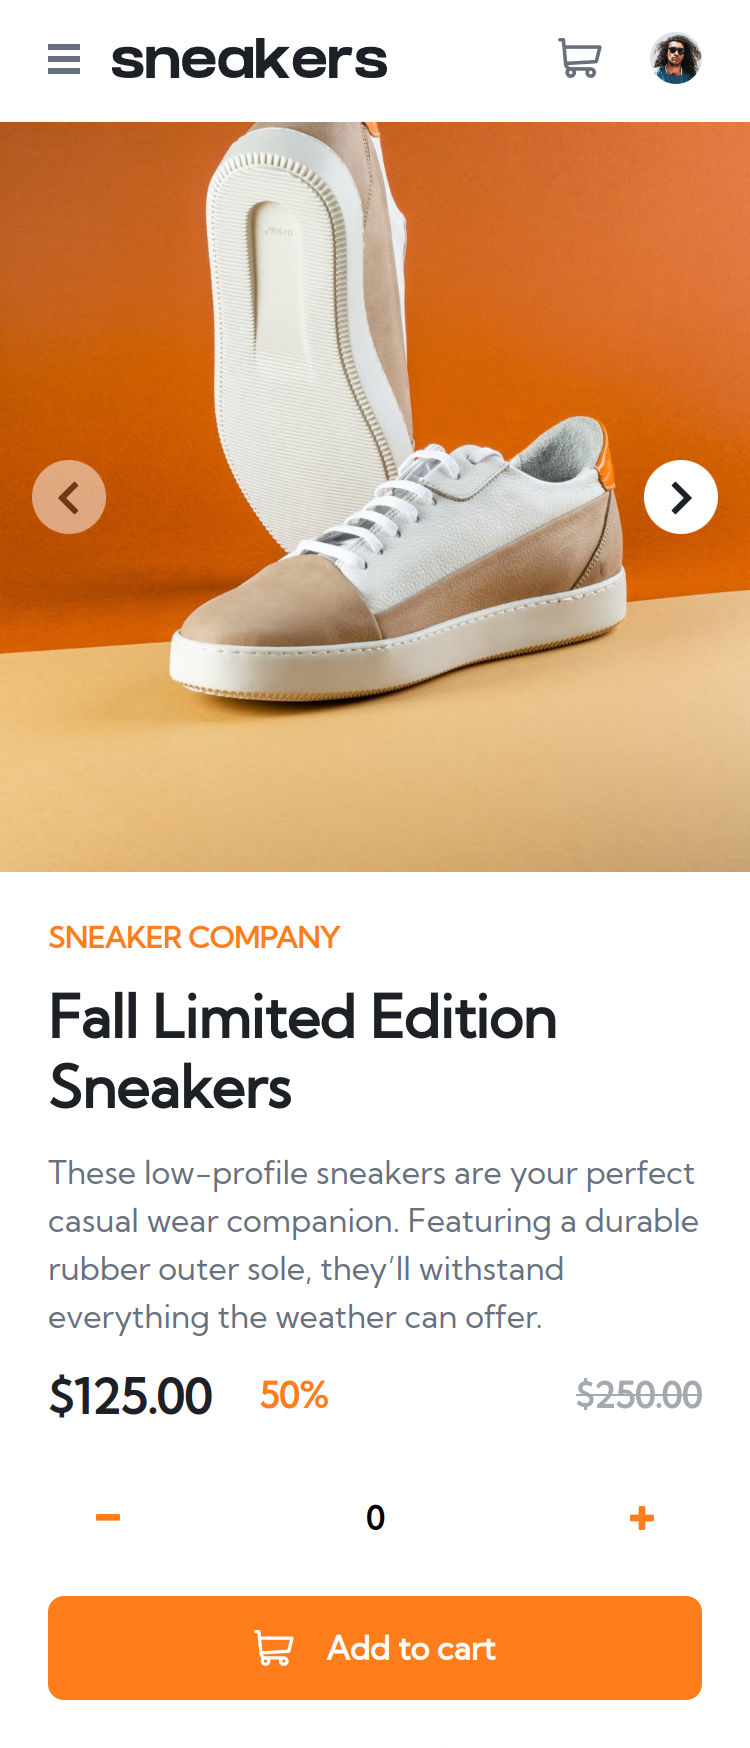 sneakers
SNEAKER COMPANY
Fall Limited Edition
Sneakers
These low-profile sneakers are your perfect
casual wear companion. Featuring a durable
rubber outer sole, they’ll withstand
everything the weather can offer.
$125.00 50% $250.00
0
Add to cart